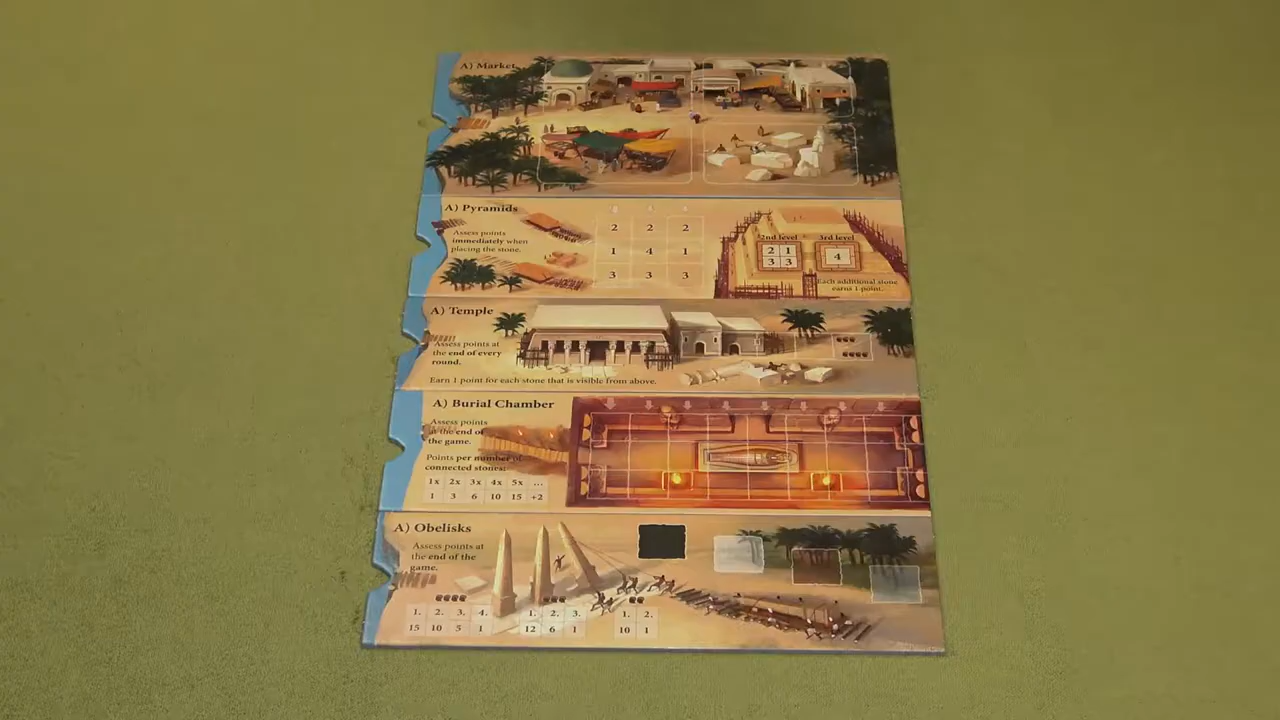 A) Market
A) Pyramids
Assess points
immediately when
placing the stone.
2 2 2
1 4 1
3 3 3
2nd level
2 1
3 3
3rd level
4
Each additional stone
earns 1 point.
A) Temple
Assess points at
the end of every
round.
Earn 1 point for each stone that is visible from above.
A) Burial Chamber
Assess points
at the end of
the game.
Points per number of
connected stones:
1x 2x 3x 4x 5x ...
1 3 6 10 15 +2
A) Obelisks
Assess points at
the end of the
game.
1. 2. 3. 4.
15 10 5 1
1. 2. 3.
12 6 1
1. 2.
10 1